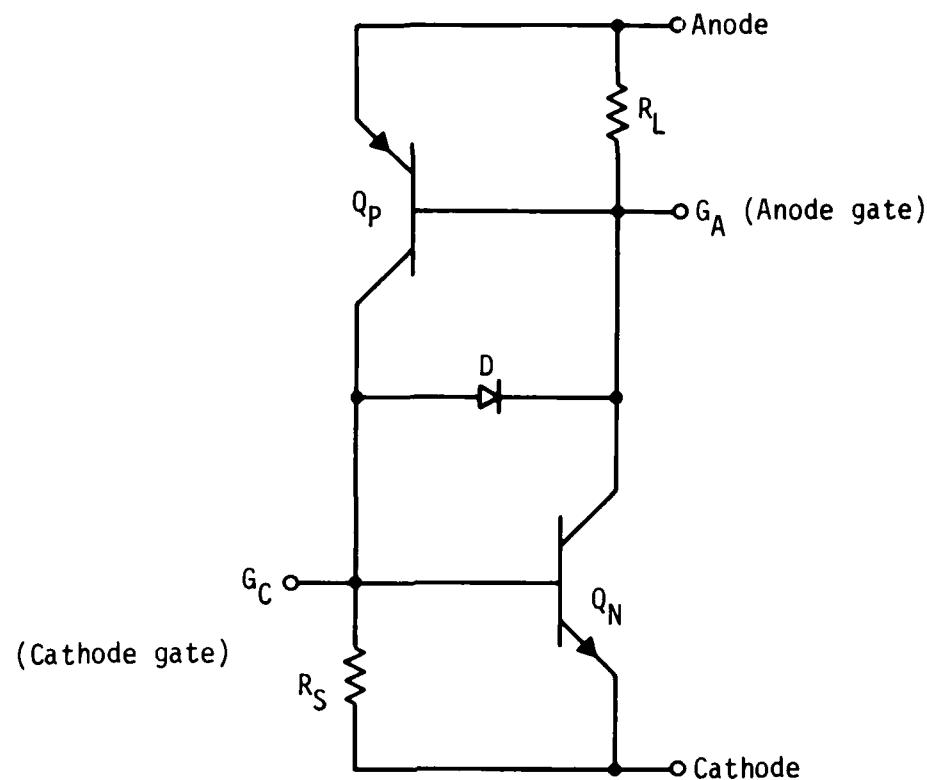 Anode
R_L
Q_P
G_A (Anode gate)
D
G_C
Q_N
(Cathode gate)
R_S
Cathode